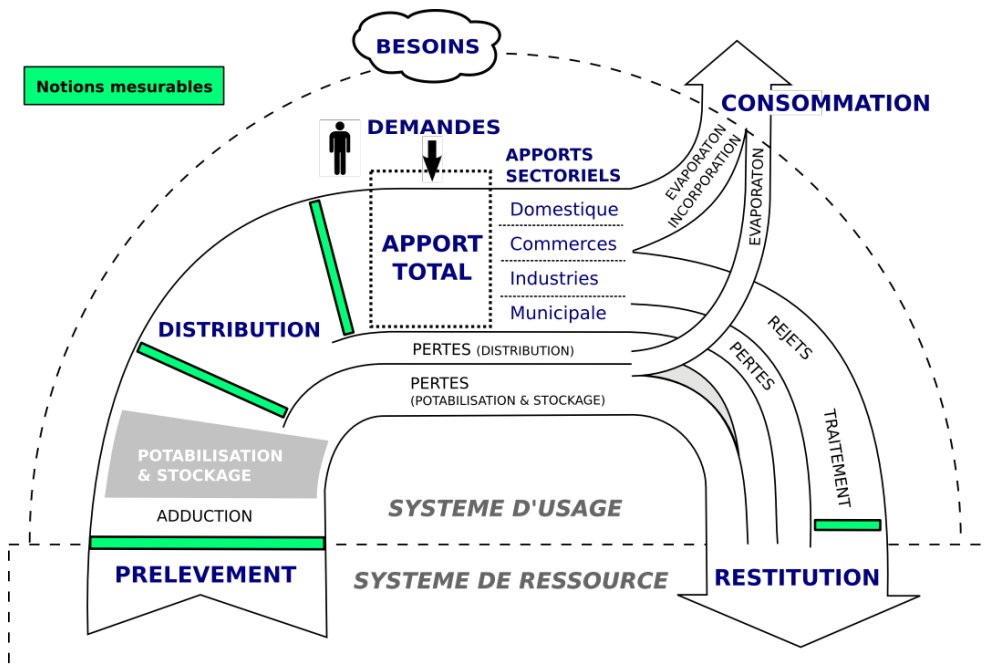 BESOINS
Notions mesurables
CONSOMMATION
DEMANDES
APPORTS
SECTORIELS
EVAPORATON
INCORPORATION
EVAPORATON
Domestique
APPORT
TOTAL
Commerces
Industries
Municipale
DISTRIBUTION
REJETS
PERTES (DISTRIBUTION)
PERTES
PERTES
(POTABILISATION & STOCKAGE)
TRAITEMENT
POTABILISATION
& STOCKAGE
ADDUCTION
SYSTEME D'USAGE
PRELEVEMENT
SYSTEME DE RESSOURCE
RESTITUTION